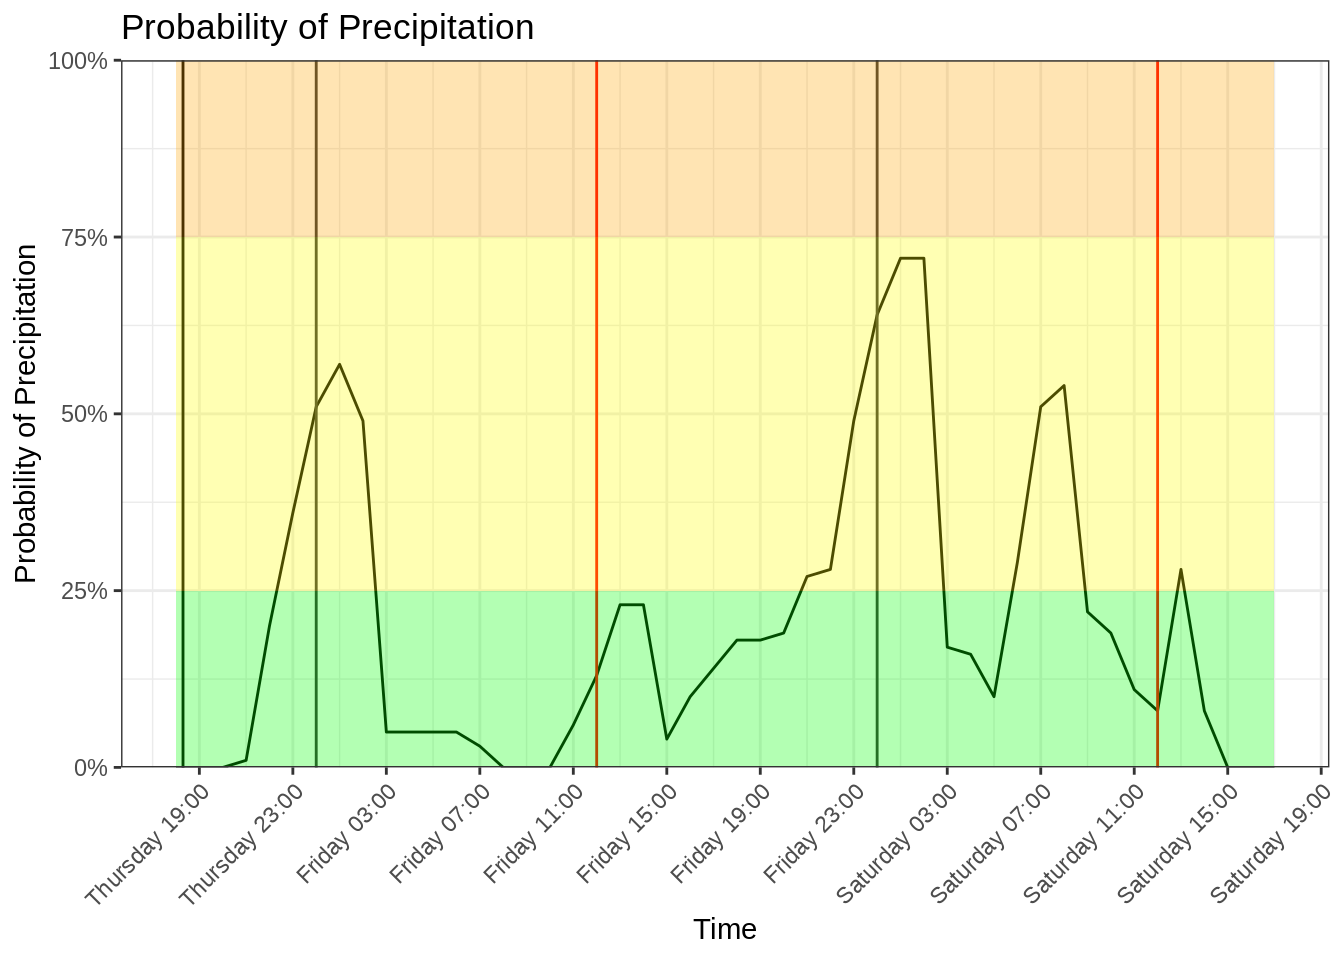 Probability of Precipitation
100%
75%
50%
25%
0%
Probability of Precipitation
Thursday 19:00
Thursday 23:00
Friday 03:00
Friday 07:00
Friday 11:00
Friday 15:00
Friday 19:00
Friday 23:00
Saturday 03:00
Saturday 07:00
Saturday 11:00
Saturday 15:00
Saturday 19:00
Time